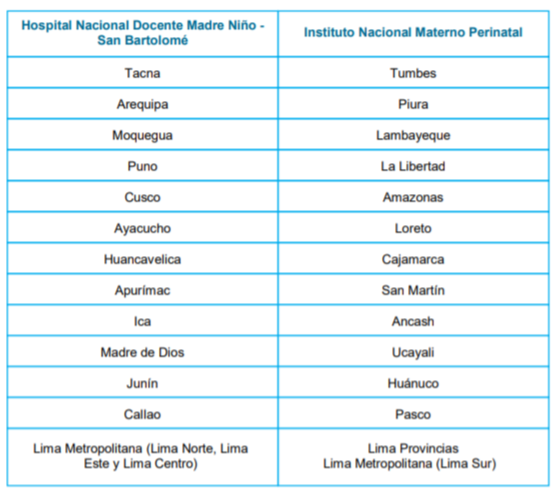 Hospital Nacional Docente Madre Niño -
San Bartolomé
Instituto Nacional Materno Perinatal
Tacna
Tumbes
Arequipa
Piura
Moquegua
Lambayeque
Puno
La Libertad
Cusco
Amazonas
Ayacucho
Loreto
Huancavelica
Cajamarca
Apurímac
San Martín
Ica
Ancash
Madre de Dios
Ucayali
Junín
Huánuco
Callao
Pasco
Lima Metropolitana (Lima Norte, Lima
Este y Lima Centro)
Lima Provincias
Lima Metropolitana (Lima Sur)